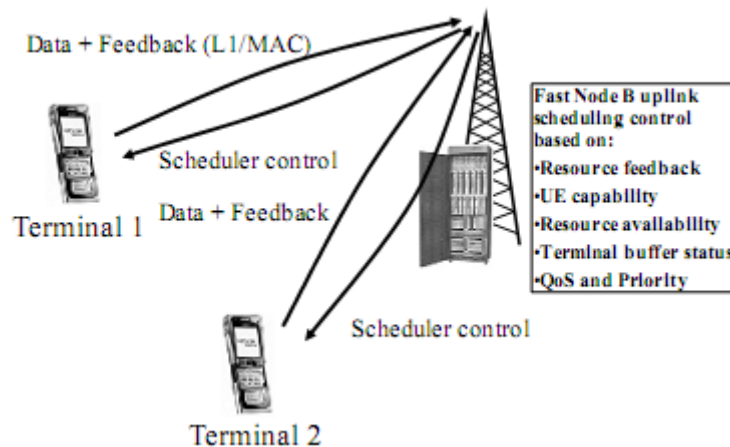 Data + Feedback (L1/MAC)
Fast Node B uplink
scheduling control
based on:
•Resource feedback
•UE capability
•Resource availability
•Terminal buffer status
•QoS and Priority
Scheduler control
Terminal 1
Data + Feedback
Scheduler control
Terminal 2